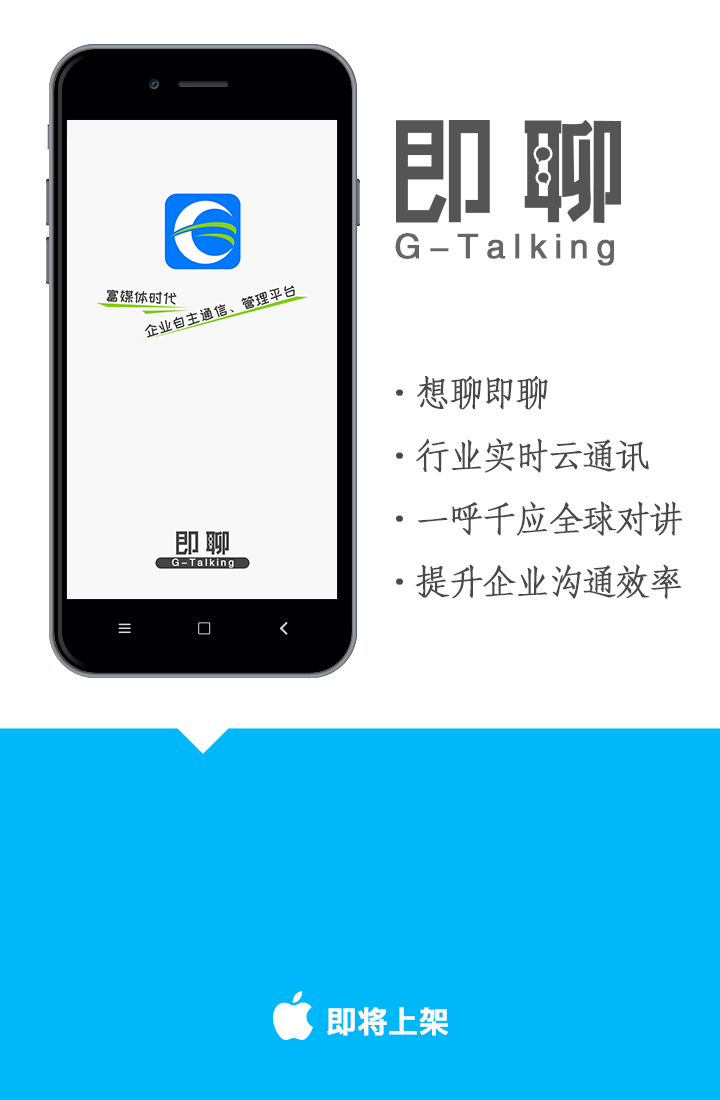 即聊
G-Talking
富媒体时代
企业自主通信、管理平台
即聊
G-Talking
·想聊即聊
·行业实时云通讯
·一呼千应全球对讲
·提升企业沟通效率
即将上架